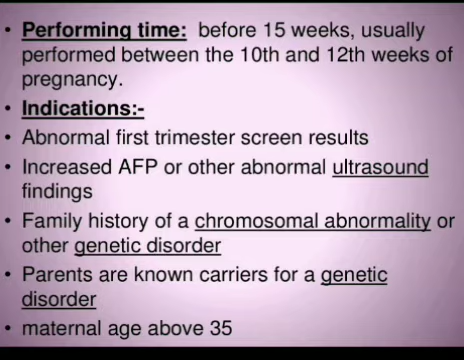 • Performing time:  before 15 weeks, usually
performed between the 10th and 12th weeks of
pregnancy.
• Indications:-
• Abnormal first trimester screen results
• Increased AFP or other abnormal ultrasound
findings
• Family history of a chromosomal abnormality or
other genetic disorder
• Parents are known carriers for a genetic
disorder
• maternal age above 35